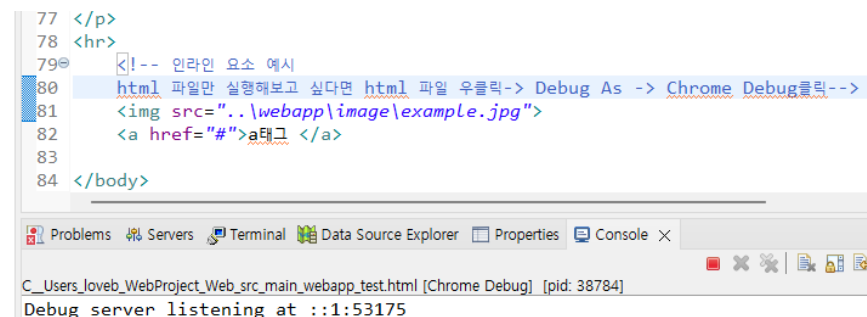 77 </p>
78 <hr>
79 <!-- 인라인 요소 예시
80 html 파일만 실행해보고 싶다면 html 파일 우클릭-> Debug As -> Chrome Debug클릭-->
81 <img src="..\webapp\image\example.jpg">
82 <a href="#">a태그 </a>
83
84 </body>
Problems Servers Terminal Data Source Explorer Properties Console
C__Users_loveb_WebProject_Web_src_main_webapp_test.html [Chrome Debug] [pid: 38784]
Debug server listening at ::1:53175